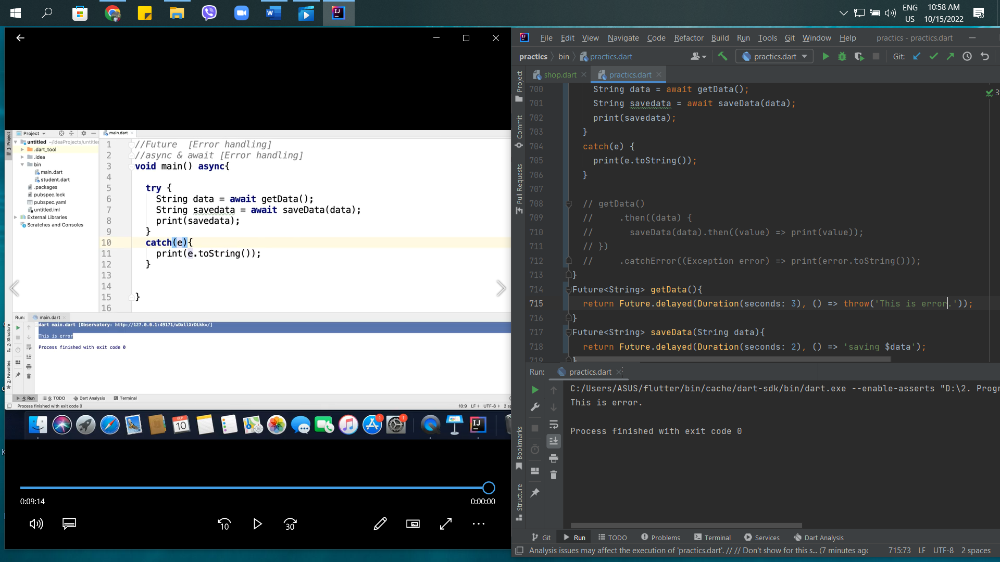 ENG
US
10:58 AM
10/15/2022
File Edit View Navigate Code Refactor Build Run Tools Git Window Help practics - practics.dart
practics bin practics.dart
practics.dart
Git:
shop.dart practics.dart
Project
Commit
Pull Requests
Bookmarks
Structure
700 String data = await getData();
701 String savedata = await saveData(data);
702 print(savedata);
703 }
704 catch(e) {
705 print(e.toString());
706 }
707
708 // getData()
709 // .then((data) {
710 // saveData(data).then((value) => print(value));
711 // })
712 // .catchError((Exception error) => print(error.toString()));
713 }
714 Future<String> getData(){
715 return Future.delayed(Duration(seconds: 3), () => throw('This is error.'));
716 }
717 Future<String> saveData(String data){
718 return Future.delayed(Duration(seconds: 2), () => 'saving $data');
719 }
Run: practics.dart
C:/Users/ASUS/flutter/bin/cache/dart-sdk/bin/dart.exe --enable-asserts "D:\2. Progr
This is error.
Process finished with exit code 0
Git Run TODO Problems Terminal Services Dart Analysis
Analysis issues may affect the execution of 'practics.dart'. // // Don't show for this s... (7 minutes ago
715:73 LF UTF-8 2 spaces
Project
main.dart
1: Project
untitled ~/IdeaProjects/untitled
.dart_tool
.idea
bin
main.dart
student.dart
.packages
pubspec.lock
pubspec.yaml
untitled.iml
External Libraries
Scratches and Consoles
1 //Future [Error handling]
2 //async & await [Error handling]
3 void main() async{
4
5 try {
6 String data = await getData();
7 String savedata = await saveData(data);
8 print(savedata);
9 }
10 catch(e){
11 print(e.toString());
12 }
13
14
15 }
16
Run: main.dart
dart main.dart [Observatory: http://127.0.0.1:49171/wDxllXrDLkk=/]
This is error
Process finished with exit code 0
7: Structure
2: Favorites
4: Run 6: TODO Dart Analysis Terminal
Process finished with exit code 0
10:9 LF UTF-8 2 sp
SEP
10
1
1
0:09:14
0:00:00
10
30